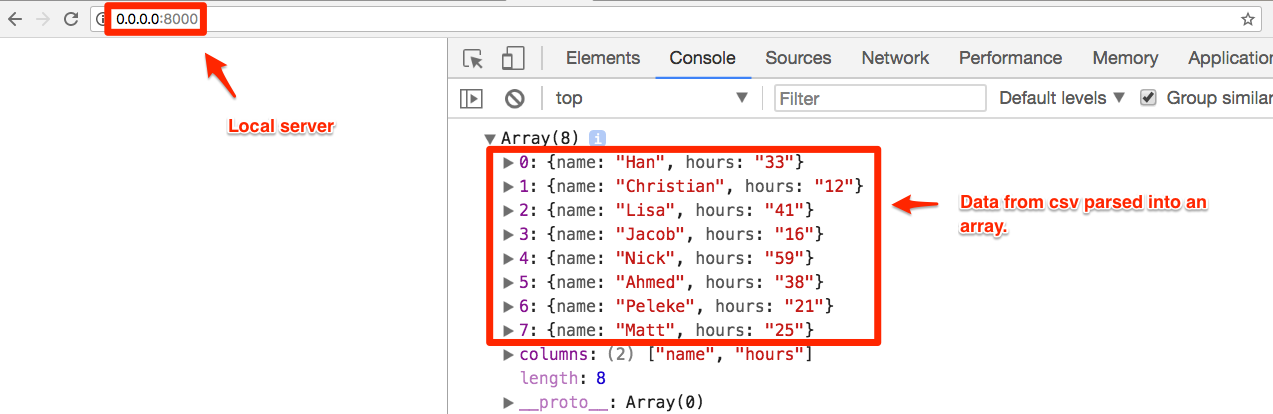 0.0.0.0:8000
Local server
Elements Console Sources Network Performance Memory Application
top Filter Default levels Group similar
Array(8) i
0: {name: "Han", hours: "33"}
1: {name: "Christian", hours: "12"}
2: {name: "Lisa", hours: "41"}
3: {name: "Jacob", hours: "16"}
4: {name: "Nick", hours: "59"}
5: {name: "Ahmed", hours: "38"}
6: {name: "Peleke", hours: "21"}
7: {name: "Matt", hours: "25"}
columns: (2) ["name", "hours"]
length: 8
__proto__: Array(0)
Data from csv parsed into an
array.